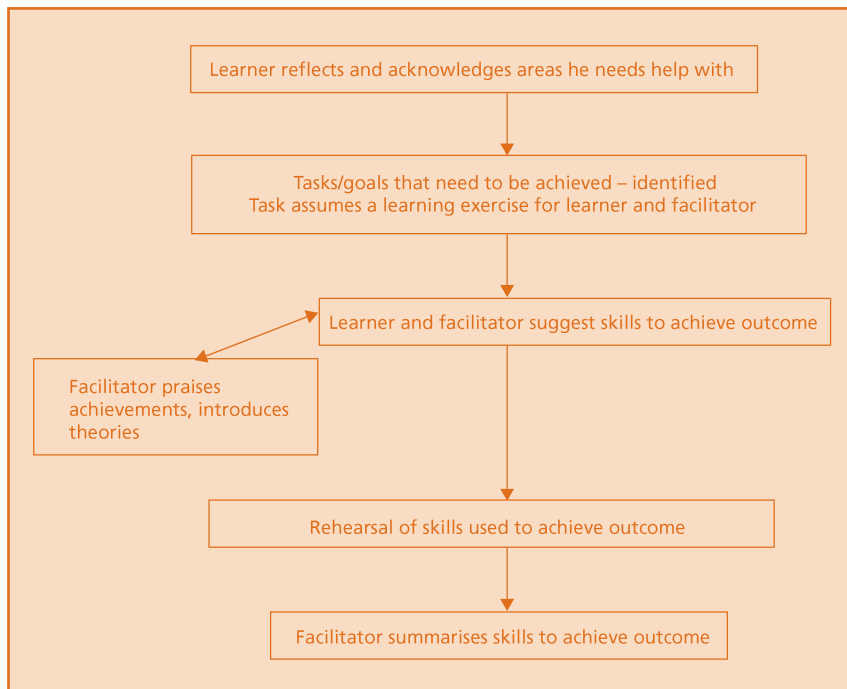 Learner reflects and acknowledges areas he needs help with
Tasks/goals that need to be achieved – identified
Task assumes a learning exercise for learner and facilitator
Learner and facilitator suggest skills to achieve outcome
Facilitator praises
achievements, introduces
theories
Rehearsal of skills used to achieve outcome
Facilitator summarises skills to achieve outcome